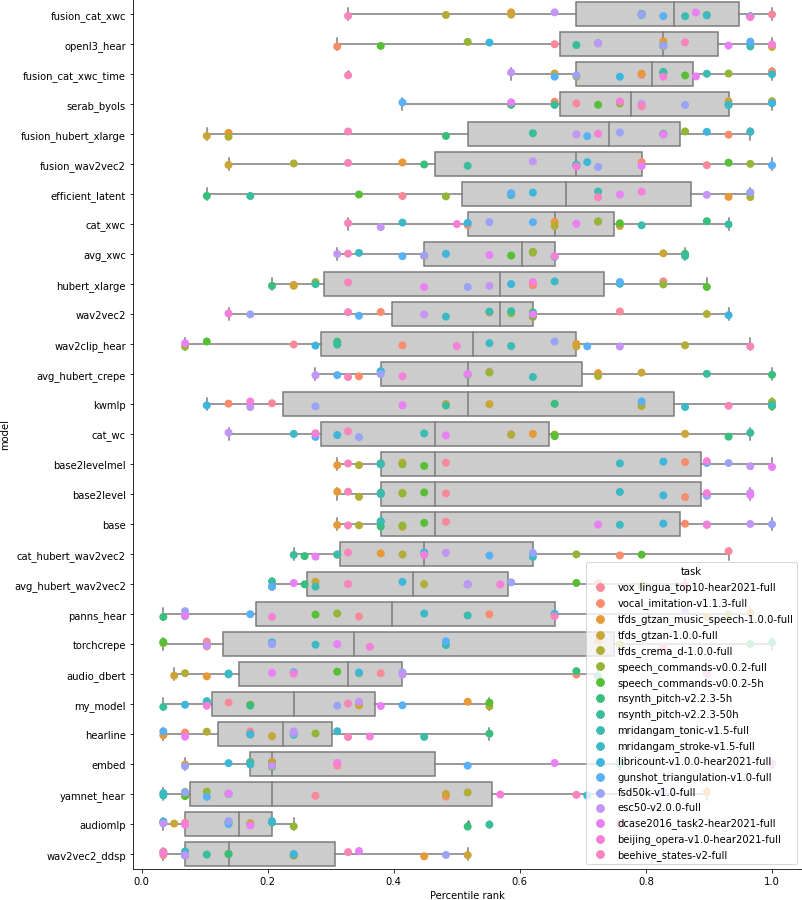 fusion_cat_xwc
openl3_hear
fusion_cat_xwc_time
serab_byols
fusion_hubert_xlarge
fusion_wav2vec2
efficient_latent
cat_xwc
avg_xwc
hubert_xlarge
wav2vec2
wav2clip_hear
avg_hubert_crepe
kwmlp
cat_wc
base2levelmel
base2level
base
cat_hubert_wav2vec2
avg_hubert_wav2vec2
panns_hear
torchcrepe
audio_dbert
my_model
hearline
embed
yamnet_hear
audiomlp
wav2vec2_ddsp
model
task
vox_lingua_top10-hear2021-full
vocal_imitation-v1.1.3-full
tfds_gtzan_music_speech-1.0.0-full
tfds_gtzan-1.0.0-full
tfds_crema_d-1.0.0-full
speech_commands-v0.0.2-full
speech_commands-v0.0.2-5h
nsynth_pitch-v2.2.3-5h
nsynth_pitch-v2.2.3-50h
mridangam_tonic-v1.5-full
mridangam_stroke-v1.5-full
libricount-v1.0.0-hear2021-full
gunshot_triangulation-v1.0-full
fsd50k-v1.0-full
esc50-v2.0.0-full
dcase2016_task2-hear2021-full
beijing_opera-v1.0-hear2021-full
beehive_states-v2-full
0.0 0.2 0.4 0.6 0.8 1.0
Percentile rank